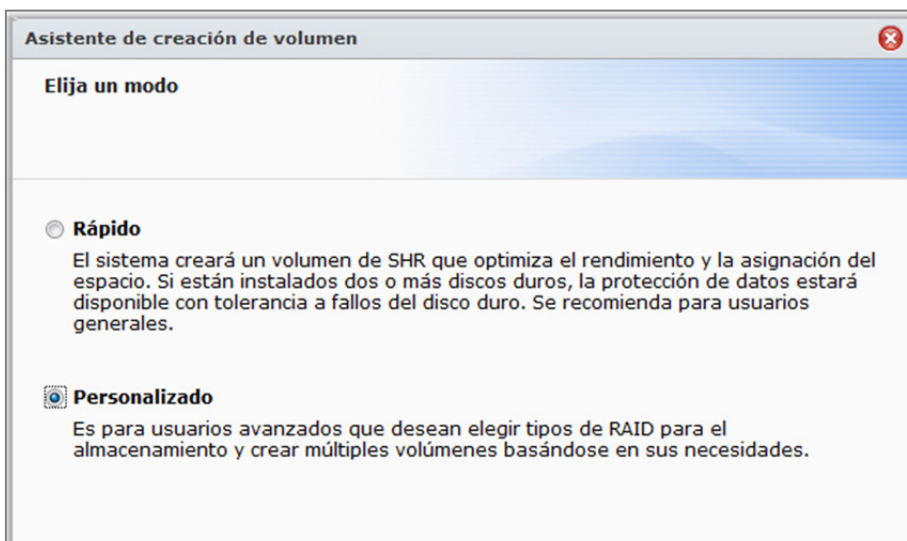 Asistente de creación de volumen
Elija un modo
Rápido
El sistema creará un volumen de SHR que optimiza el rendimiento y la asignación del
espacio. Si están instalados dos o más discos duros, la protección de datos estará
disponible con tolerancia a fallos del disco duro. Se recomienda para usuarios
generales.
Personalizado
Es para usuarios avanzados que desean elegir tipos de RAID para el
almacenamiento y crear múltiples volúmenes basándose en sus necesidades.